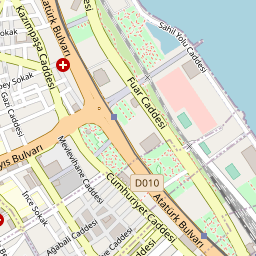 Kazımpaşa Caddesi
Atatürk Bulvarı
Sahil Yolu Caddesi
Fuar Caddesi
Sokak
Gazi Caddesi
Bulvarı
Mevlevihane Caddesi
D010
Cumhuriyet Caddesi
Atatürk Bulvarı
İnce Sokak
Ağabali Caddesi